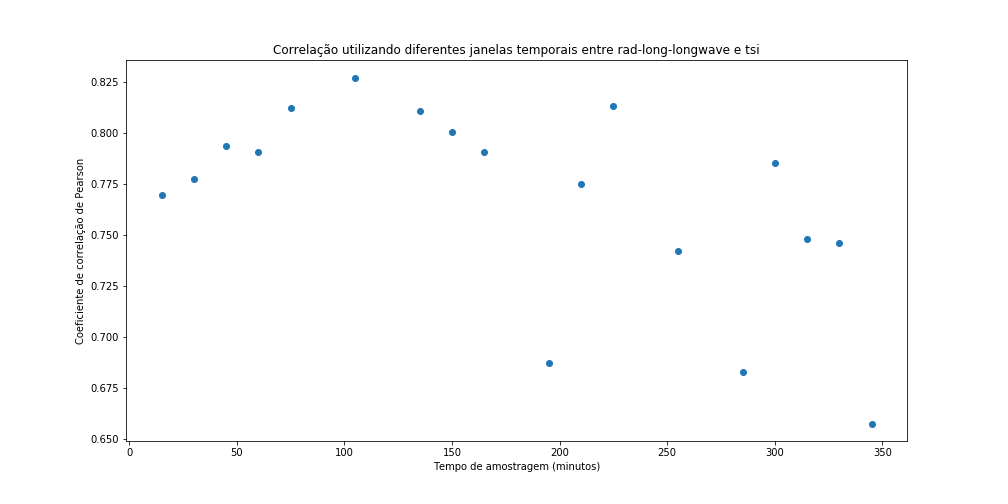 Correlação utilizando diferentes janelas temporais entre rad-long-longwave e tsi
0.825
0.800
0.775
0.750
0.725
0.700
0.675
0.650
Coeficiente de correlação de Pearson
0 50 100 150 200 250 300 350
Tempo de amostragem (minutos)